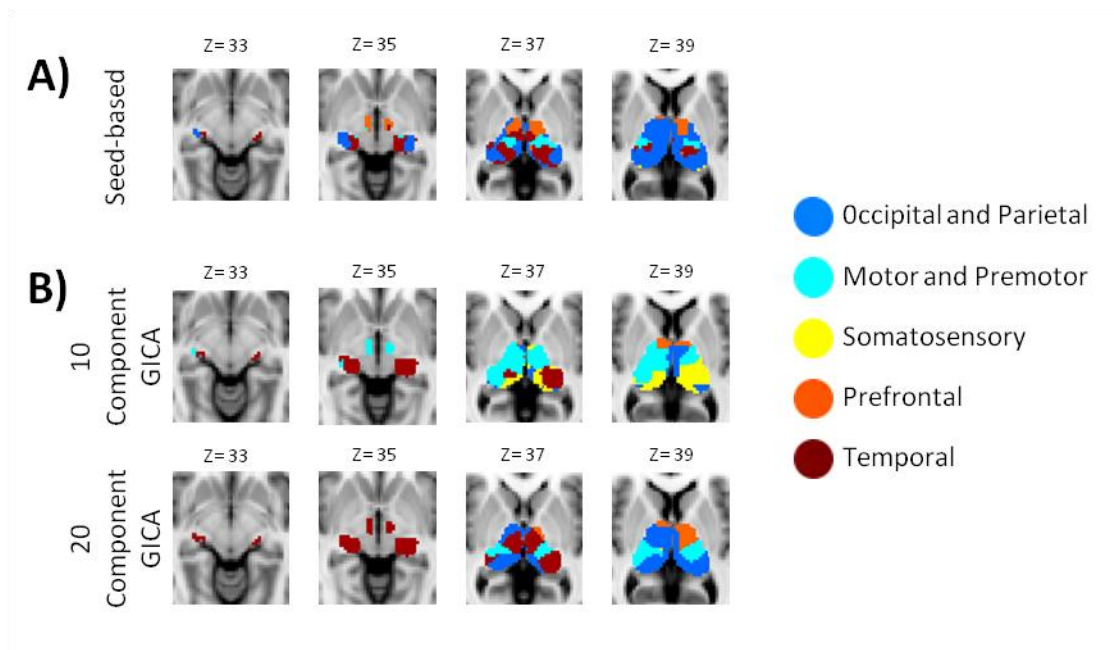 A)
Seed-based
Z= 33
Z= 35
Z= 37
Z= 39
B)
10
Component
GICA
Z= 33
Z= 35
Z= 37
Z= 39
20
Component
GICA
Z= 33
Z= 35
Z= 37
Z= 39
0ccipital and Parietal
Motor and Premotor
Somatosensory
Prefrontal
Temporal